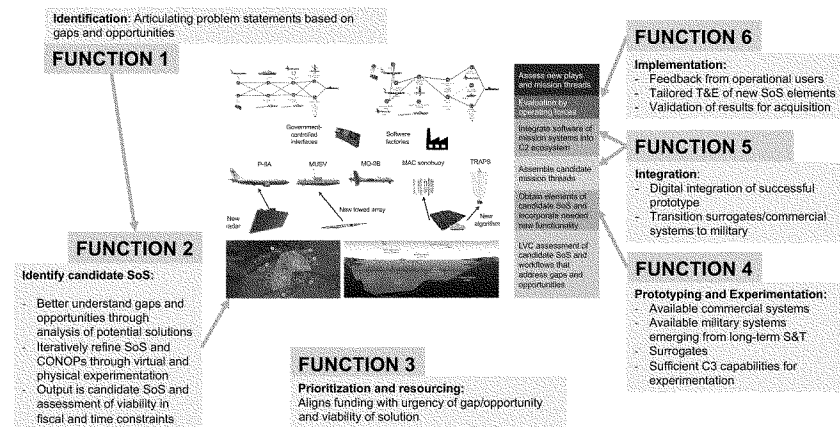 Identification: Articulating problem statements based on
gaps and opportunities
FUNCTION 1
FUNCTION 2
Identify candidate SoS:
- Better understand gaps and
opportunities through
analysis of potential solutions
- Iteratively refine SoS and
CONOPs through virtual and
physical experimentation
- Output is candidate SoS and
assessment of viability in
fiscal and time constraints
Government-
controlled
interfaces
Software
factories
P-8A
MUSV
MQ-9B
MAC sonobuoy
TRAPS
New
radar
New towed array
New
algorithm
Assess new plays
and mission threads
Evaluation by
operating forces
Integrate software of
mission systems into
C2 ecosystem
Assemble candidate
mission threads
Obtain elements of
candidate SoS and
incorporate needed
new functionality
LVC assessment of
candidate SoS and
workflows that
address gaps and
opportunities
FUNCTION 3
Prioritization and resourcing:
Aligns funding with urgency of gap/opportunity
and viability of solution
FUNCTION 6
Implementation:
- Feedback from operational users
- Tailored T&E of new SoS elements
- Validation of results for acquisition
FUNCTION 5
Integration:
- Digital integration of successful
prototype
- Transition surrogates/commercial
systems to military
FUNCTION 4
Prototyping and Experimentation:
- Available commercial systems
- Available military systems
emerging from long-term S&T
- Surrogates
- Sufficient C3 capabilities for
experimentation